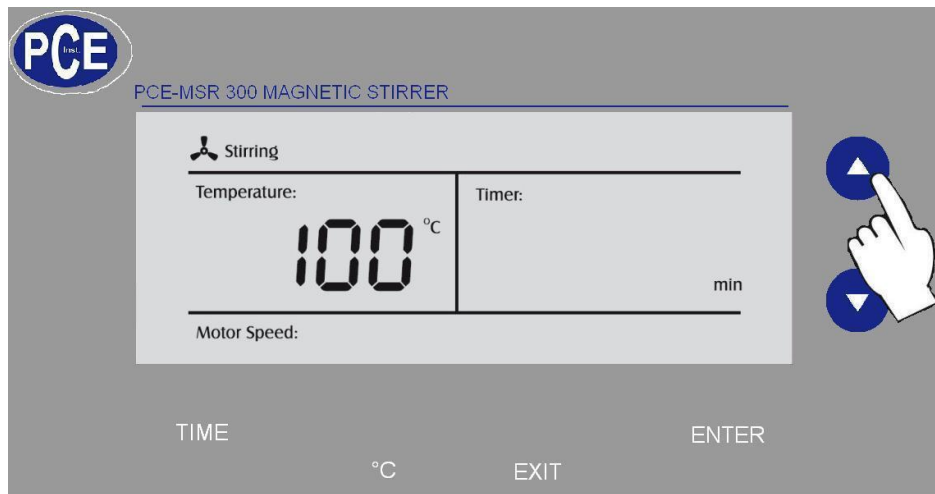 PCE
Inst.
PCE-MSR 300 MAGNETIC STIRRER
Stirring
Temperature:
Timer:
100 °C
min
Motor Speed:
TIME
ENTER
°C
EXIT